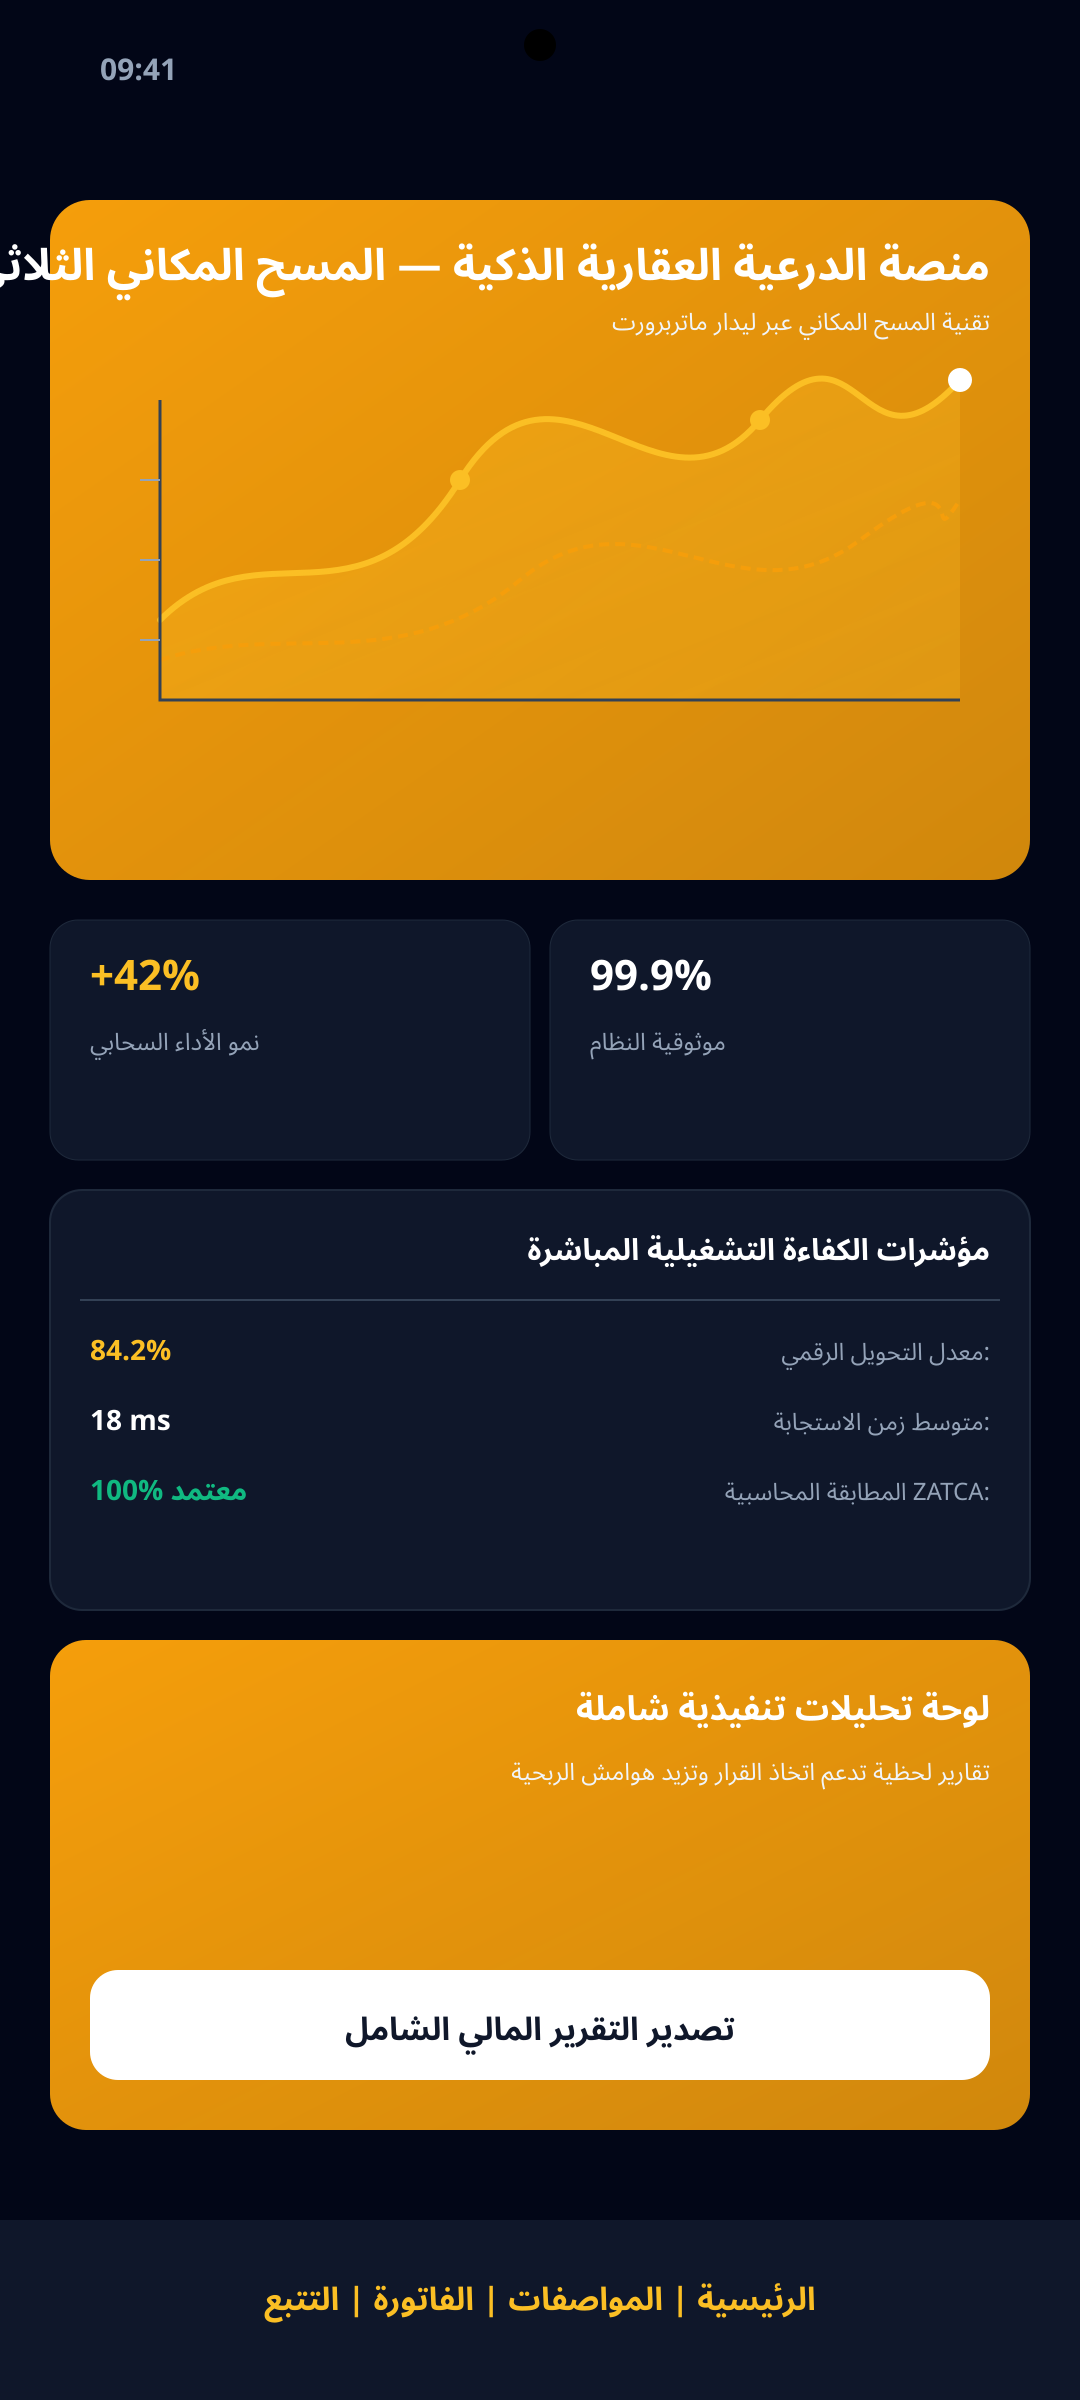 09:41
منصة الدرعية العقارية الذكية — المسح المكاني
تقنية المسح المكاني عبر ليدار ماتربرورت
99.9%
موثوقية النظام
+42%
نمو الأداء السحابي
مؤشرات الكفاءة التشغيلية المباشرة
معدل التحويل الرقمي:
84.2%
متوسط زمن الاستجابة:
18 ms
المطابقة المحاسبية ZATCA:
100% معتمد
لوحة تحليلات تنفيذية شاملة
تقارير لحظية تدعم اتخاذ القرار وتزيد هوامش الربحية
تصدير التقرير المالي الشامل
الرئيسية | المواصفات | الفاتورة | التتبع